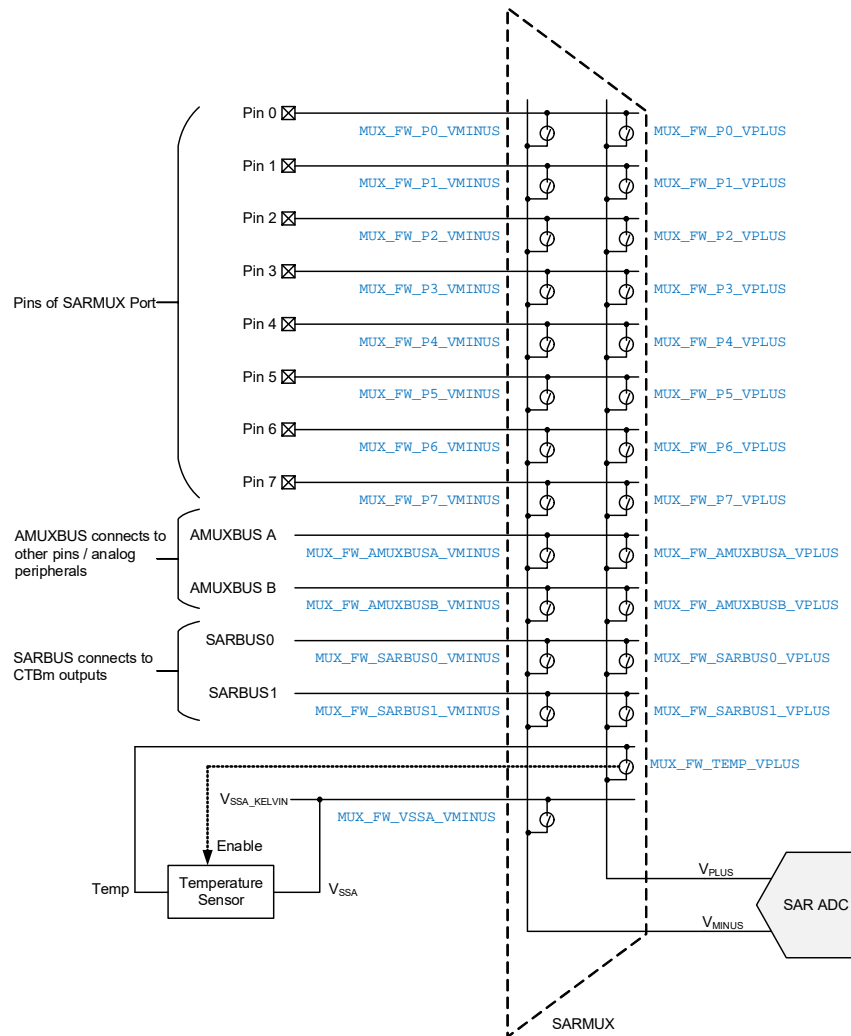 Pin 0
MUX_FW_P0_VMINUS
MUX_FW_P0_VPLUS
Pin 1
MUX_FW_P1_VMINUS
MUX_FW_P1_VPLUS
Pin 2
MUX_FW_P2_VMINUS
MUX_FW_P2_VPLUS
Pin 3
MUX_FW_P3_VMINUS
MUX_FW_P3_VPLUS
Pins of SARMUX Port
Pin 4
MUX_FW_P4_VMINUS
MUX_FW_P4_VPLUS
Pin 5
MUX_FW_P5_VMINUS
MUX_FW_P5_VPLUS
Pin 6
MUX_FW_P6_VMINUS
MUX_FW_P6_VPLUS
Pin 7
MUX_FW_P7_VMINUS
MUX_FW_P7_VPLUS
AMUXBUS connects to
other pins / analog
peripherals
AMUXBUS A
MUX_FW_AMUXBUSA_VMINUS
MUX_FW_AMUXBUSA_VPLUS
AMUXBUS B
MUX_FW_AMUXBUSB_VMINUS
MUX_FW_AMUXBUSB_VPLUS
SARBUS connects to
CTBm outputs
SARBUS0
MUX_FW_SARBUS0_VMINUS
MUX_FW_SARBUS0_VPLUS
SARBUS1
MUX_FW_SARBUS1_VMINUS
MUX_FW_SARBUS1_VPLUS
MUX_FW_TEMP_VPLUS
VSSA_KELVIN
MUX_FW_VSSA_VMINUS
Enable
Temp
Temperature
Sensor
VSSA
VPLUS
SAR ADC
VMINUS
SARMUX